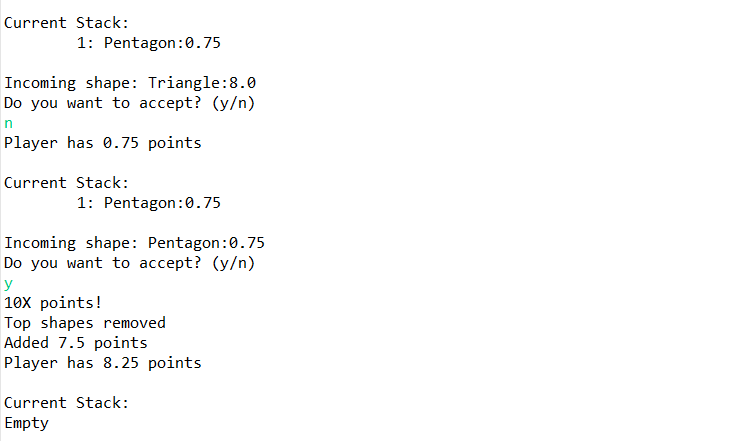 Current Stack:
1: Pentagon:0.75
Incoming shape: Triangle:8.0
Do you want to accept? (y/n)
n
Player has 0.75 points
Current Stack:
1: Pentagon:0.75
Incoming shape: Pentagon:0.75
Do you want to accept? (y/n)
y
10X points!
Top shapes removed
Added 7.5 points
Player has 8.25 points
Current Stack:
Empty